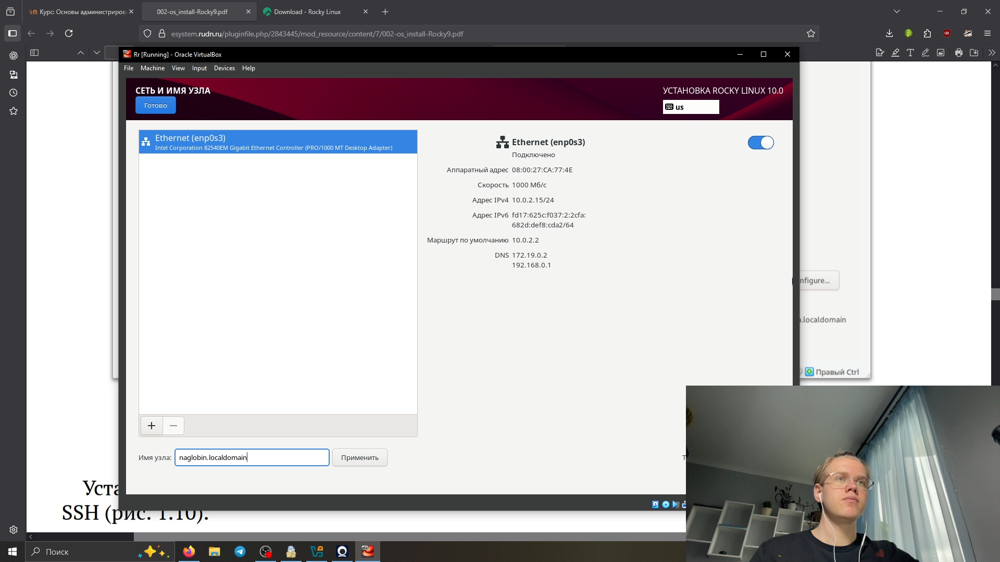 Курс: Основы администриров
002-os_install-Rocky9.pdf
Download - Rocky Linux
esystem.rudn.ru/pluginfile.php/2843445/mod_resource/content/7/002-os_install-Rocky9.pdf
Rr [Running] - Oracle VirtualBox
File Machine View Input Devices Help
СЕТЬ И ИМЯ УЗЛА
УСТАНОВКА ROCKY LINUX 10.0
Готово
us
Ethernet (enp0s3)
Intel Corporation 82540EM Gigabit Ethernet Controller (PRO/1000 MT Desktop Adapter)
Ethernet (enp0s3)
Подключено
Аппаратный адрес 08:00:27:CA:77:4E
Скорость 1000 Мб/с
Адрес IPv4 10.0.2.15/24
Адрес IPv6 fd17:625c:f037:2:2cfa:
682d:def8:cda2/64
Маршрут по умолчанию 10.0.2.2
DNS 172.19.0.2
192.168.0.1
nfigure...
.localdomain
Правый Ctrl
Имя узла: naglobin.localdomain Применить
Т
Уста
SSH (рис. 1.10).
Поиск